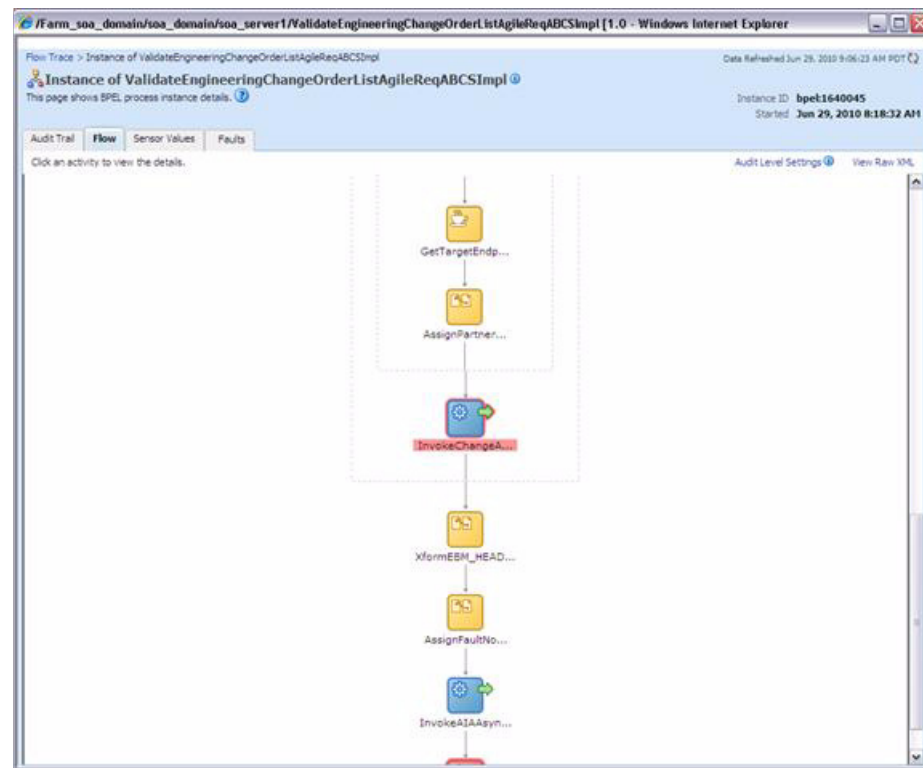 /Farm_soa_domain/soa_domain/soa_server1/ValidateEngineeringChangeOrderListAgileReqABCSImpl [1.0 - Windows Internet Explorer
Flow Trace > Instance of ValidateEngineeringChangeOrderListAgileReqABCSImpl
Data Refreshed Jun 29, 2010 9:06:23 AM PDT
Instance of ValidateEngineeringChangeOrderListAgileReqABCSImpl
This page shows BPEL process instance details.
Instance ID bpel:1640045
Started Jun 29, 2010 8:18:32 AM
Audit Trail Flow Sensor Values Faults
Click an activity to view the details.
Audit Level Settings View Raw XML
GetTargetEndp...
AssignPartner...
InvokeChangeA...
XformEBM_HEAD...
AssignFaultNo...
InvokeAIAAsyn...